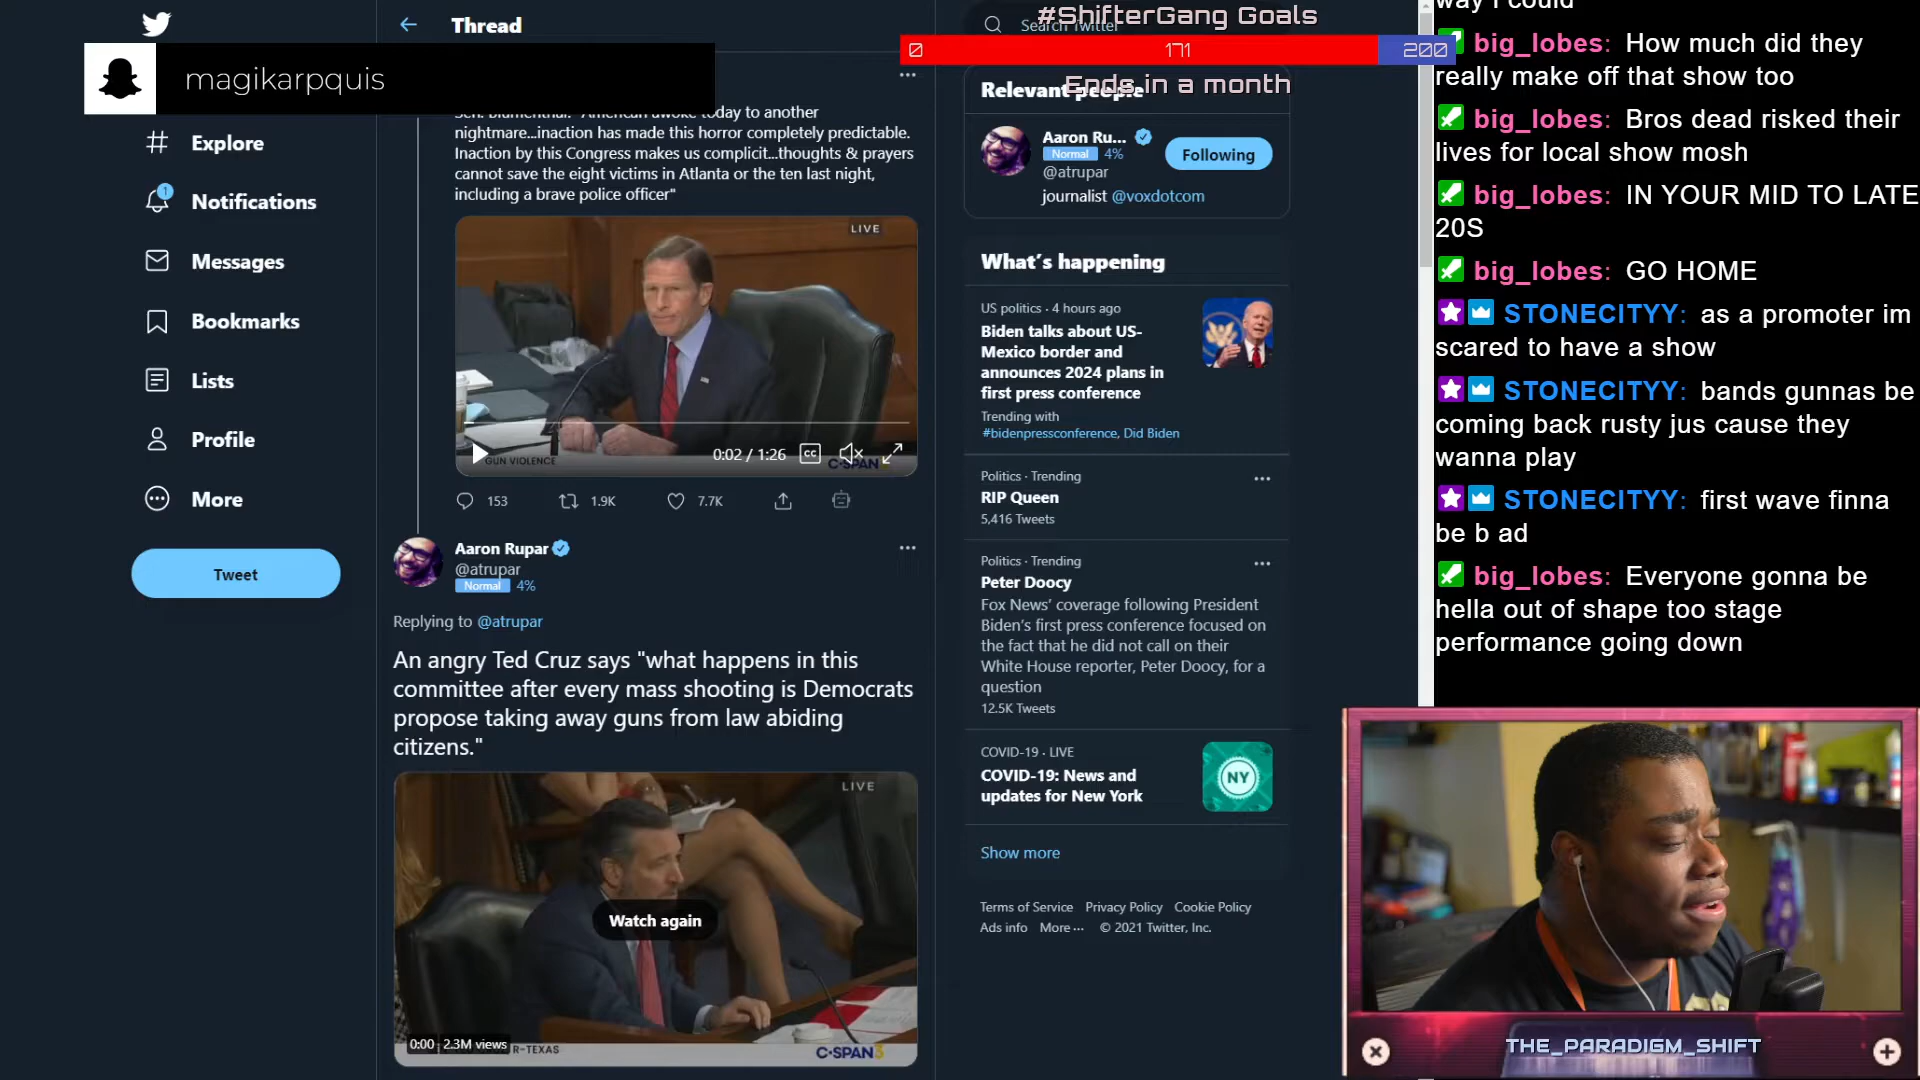 magikarpquis
Explore
1
Notifications
Messages
Bookmarks
Lists
Profile
More
Tweet
Thread
nightmare...inaction has made this horror completely predictable.
Inaction by this Congress makes us complicit...thoughts & prayers
cannot save the eight victims in Atlanta or the ten last night,
including a brave police officer"
LIVE
GUN VIOLENCE
0:02 / 1:26
CC
C-SPAN3
153
1.9K
7.7K
Aaron Rupar
@atrupar
Normal 4%
Replying to @atrupar
An angry Ted Cruz says "what happens in this
committee after every mass shooting is Democrats
propose taking away guns from law abiding
citizens."
LIVE
Watch again
0:00 2.3M views
R-TEXAS
C-SPAN3
#ShifterGang Goals
Search Twitter
0 171 200
Ends in a month
Relevant people
Aaron Ru...
Normal 4%
@atrupar
Following
journalist @voxdotcom
What's happening
US politics · 4 hours ago
Biden talks about US-
Mexico border and
announces 2024 plans in
first press conference
Trending with
#bidenpressconference, Did Biden
Politics · Trending
RIP Queen
5,416 Tweets
Politics · Trending
Peter Doocy
Fox News' coverage following President
Biden's first press conference focused on
the fact that he did not call on their
White House reporter, Peter Doocy, for a
question
12.5K Tweets
COVID-19 · LIVE
COVID-19: News and
updates for New York
NY
Show more
Terms of Service Privacy Policy Cookie Policy
Ads info More ··· © 2021 Twitter, Inc.
way I could
big_lobes: How much did they
really make off that show too
big_lobes: Bros dead risked their
lives for local show mosh
big_lobes: IN YOUR MID TO LATE
20S
big_lobes: GO HOME
STONECITYY: as a promoter im
scared to have a show
STONECITYY: bands gunnas be
coming back rusty jus cause they
wanna play
STONECITYY: first wave finna
be b ad
big_lobes: Everyone gonna be
hella out of shape too stage
performance going down
THE_PARADIGM_SHIFT